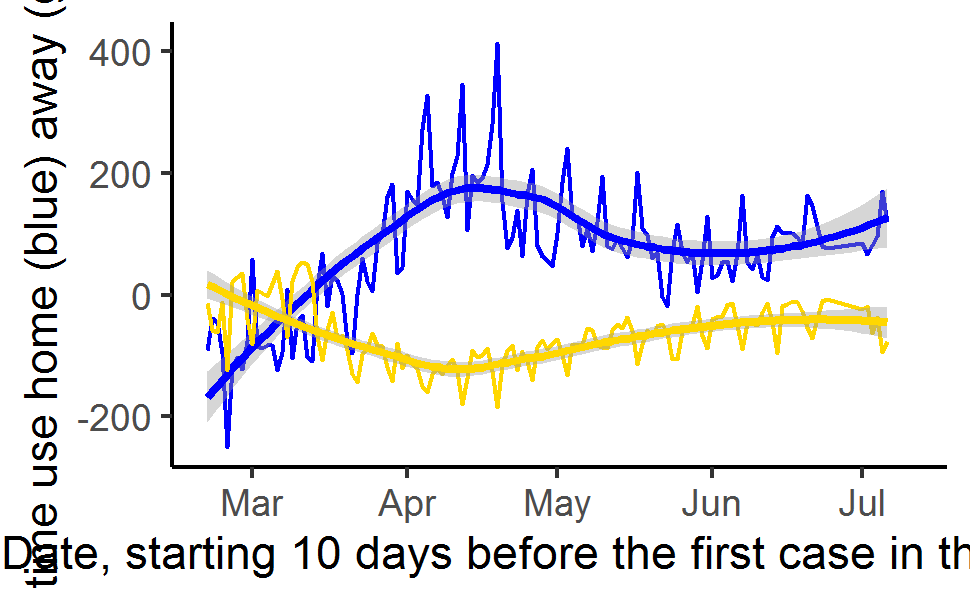 time use home (blue) away (
400
200
0
-200
Mar Apr May Jun Jul
Date, starting 10 days before the first case in th